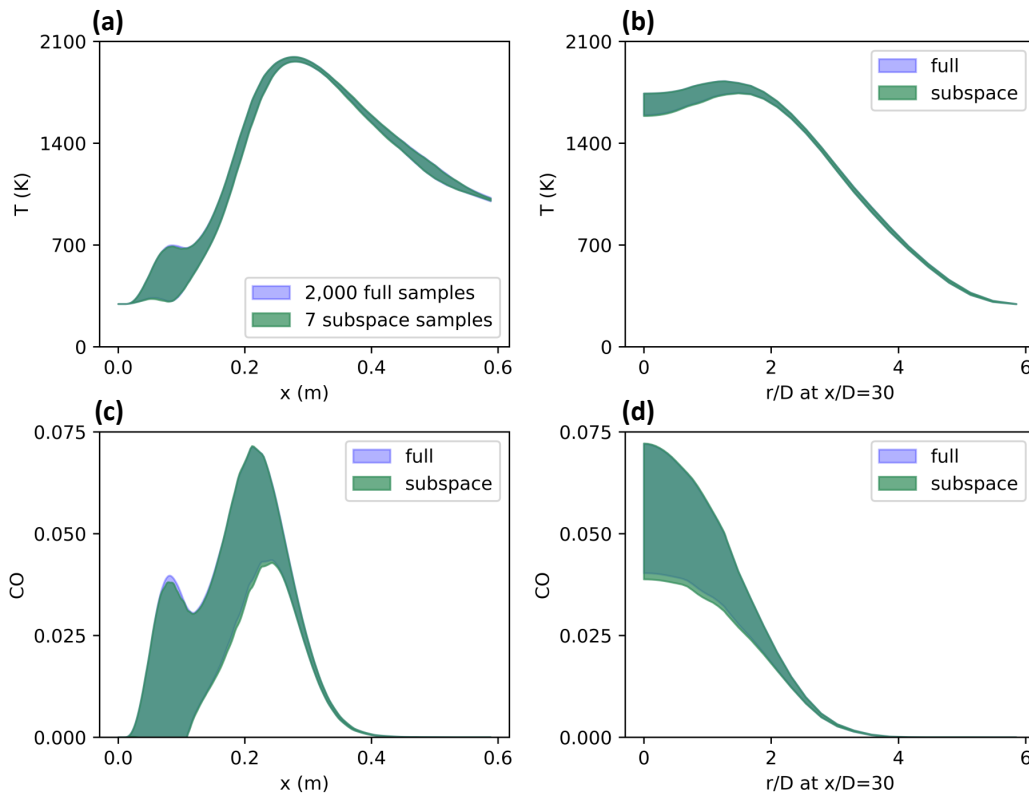 (a)
2100
1400
700
0
T (K)
0.0 0.2 0.4 0.6
x (m)
2,000 full samples
7 subspace samples
(b)
2100
1400
700
0
T (K)
0 2 4 6
r/D at x/D=30
full
subspace
(c)
0.075
0.050
0.025
0.000
CO
0.0 0.2 0.4 0.6
x (m)
full
subspace
(d)
0.075
0.050
0.025
0.000
CO
0 2 4 6
r/D at x/D=30
full
subspace